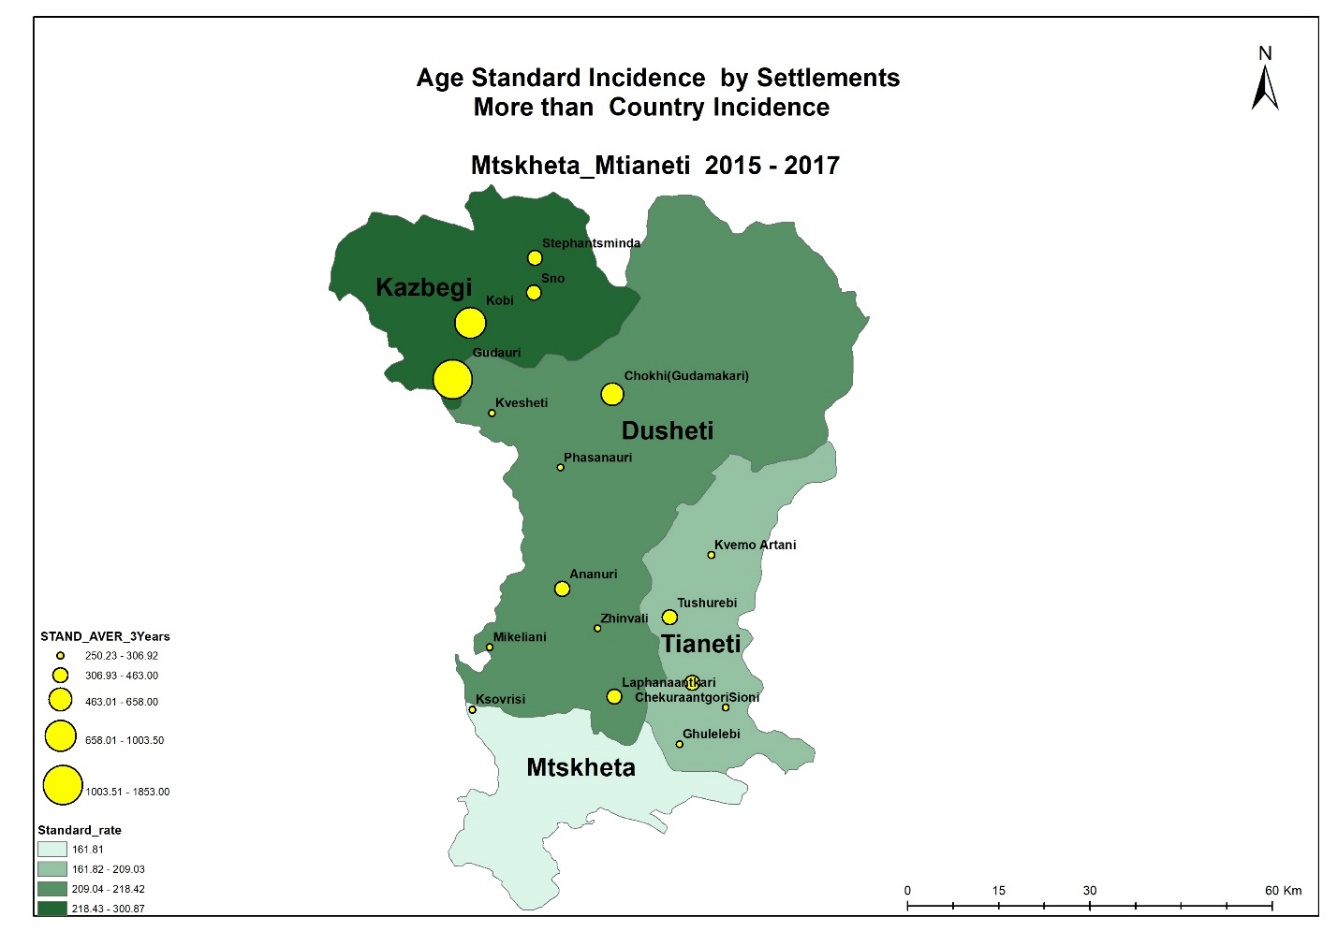 Age Standard Incidence by Settlements
More than Country Incidence
Mtskheta_Mtianeti 2015 - 2017
N
Stephantsminda
Sno
Kazbegi
Kobi
Gudauri
Chokhi(Gudamakari)
Kvesheti
Dusheti
Phasanauri
Kvemo Artani
Ananuri
Tushurebi
Zhinvali
Mikeliani
Tianeti
Laphanaantkari
ChekuraantgoriSioni
Ksovrisi
Ghulelebi
Mtskheta
STAND_AVER_3Years
250.23 - 306.92
306.93 - 463.00
463.01 - 658.00
658.01 - 1003.50
1003.51 - 1853.00
Standard_rate
161.81
161.82 - 209.03
209.04 - 218.42
218.43 - 300.87
0 15 30 60 Km